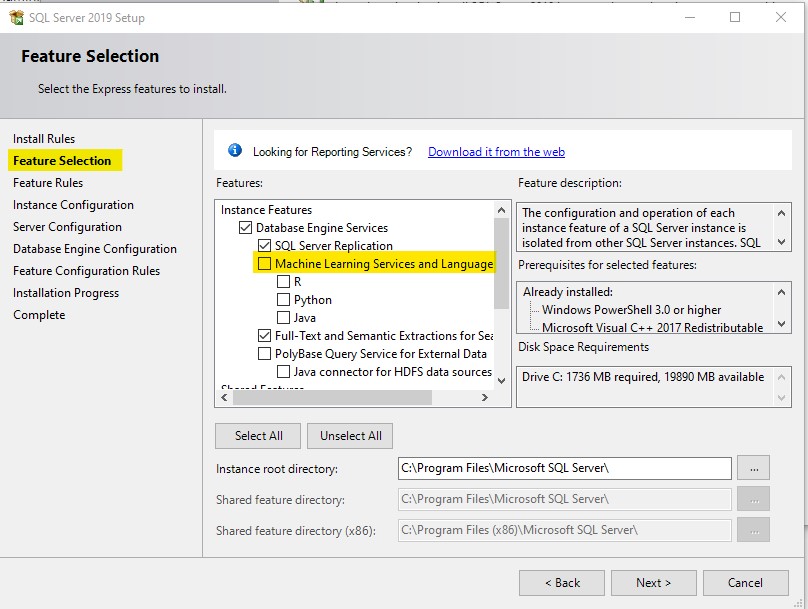 SQL Server 2019 Setup
Feature Selection
Select the Express features to install.
Install Rules
Feature Selection
Feature Rules
Instance Configuration
Server Configuration
Database Engine Configuration
Feature Configuration Rules
Installation Progress
Complete
Looking for Reporting Services? Download it from the web
Features:
Instance Features
Database Engine Services
SQL Server Replication
Machine Learning Services and Language
R
Python
Java
Full-Text and Semantic Extractions for Sea
PolyBase Query Service for External Data
Java connector for HDFS data sources
Shared Features
Feature description:
The configuration and operation of each
instance feature of a SQL Server instance is
isolated from other SQL Server instances. SQL
Prerequisites for selected features:
Already installed:
Windows PowerShell 3.0 or higher
Microsoft Visual C++ 2017 Redistributable
Disk Space Requirements
Drive C: 1736 MB required, 19890 MB available
Select All
Unselect All
Instance root directory: C:\Program Files\Microsoft SQL Server\ ...
Shared feature directory: C:\Program Files\Microsoft SQL Server\ ...
Shared feature directory (x86): C:\Program Files (x86)\Microsoft SQL Server\ ...
< Back
Next >
Cancel